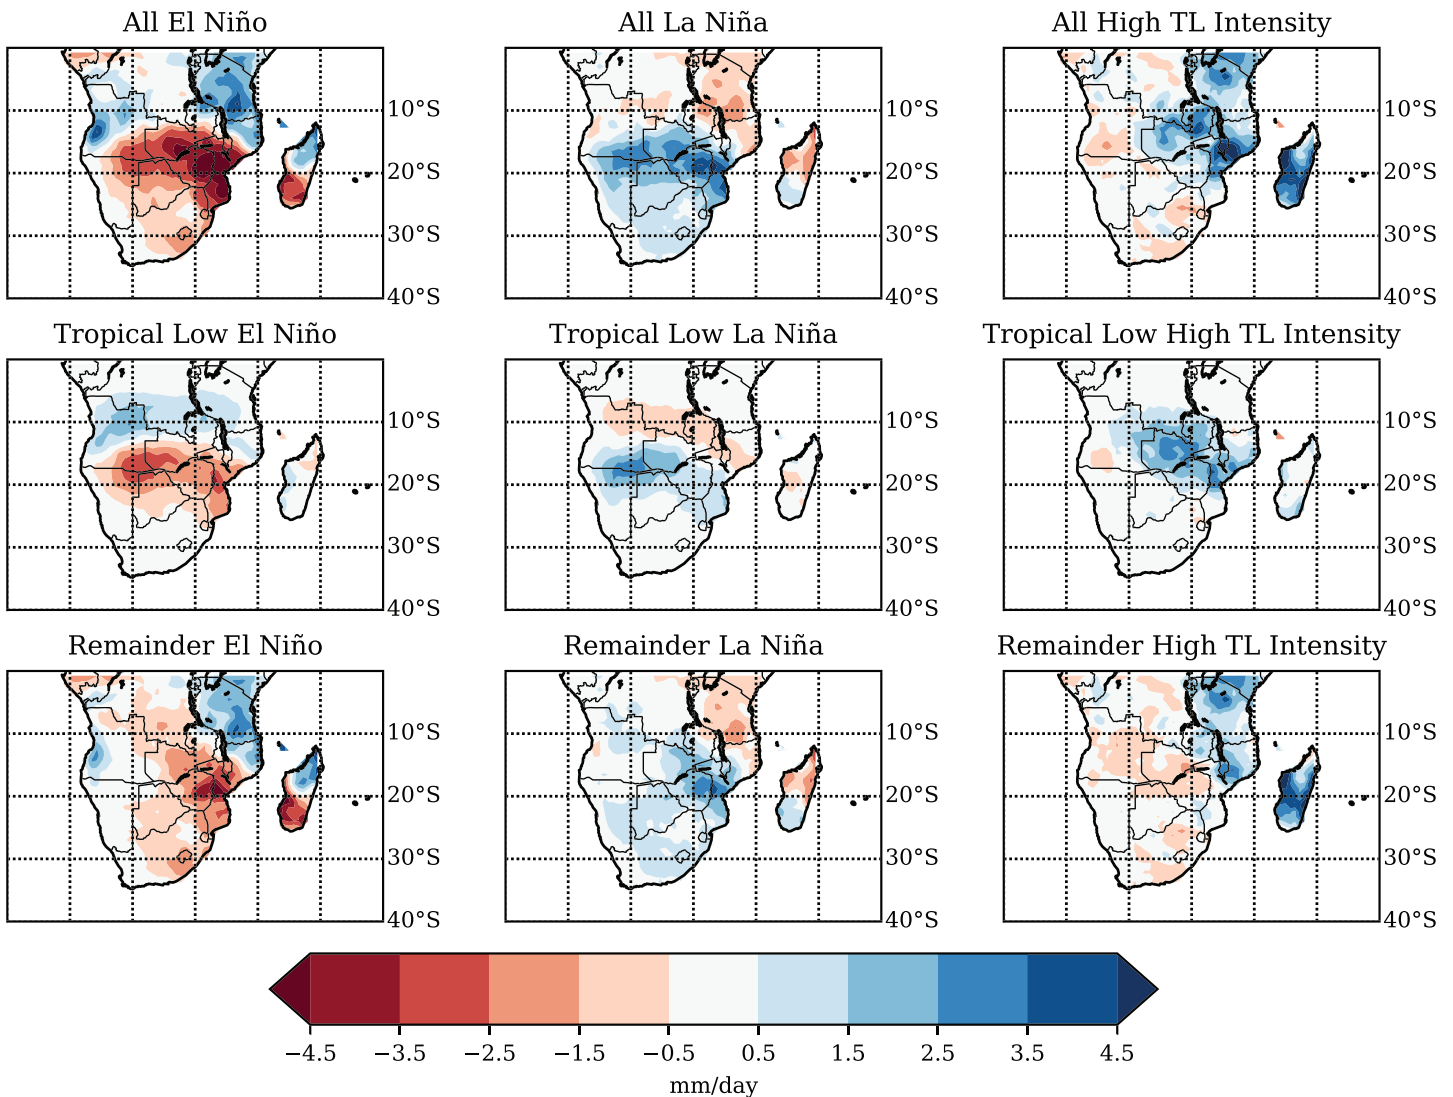 All El Niño
All La Niña
All High TL Intensity
10°S
20°S
30°S
40°S
10°S
20°S
30°S
40°S
10°S
20°S
30°S
40°S
Tropical Low El Niño
Tropical Low La Niña
Tropical Low High TL Intensity
10°S
20°S
30°S
40°S
10°S
20°S
30°S
40°S
10°S
20°S
30°S
40°S
Remainder El Niño
Remainder La Niña
Remainder High TL Intensity
10°S
20°S
30°S
40°S
10°S
20°S
30°S
40°S
10°S
20°S
30°S
40°S
−4.5 −3.5 −2.5 −1.5 −0.5 0.5 1.5 2.5 3.5 4.5
mm/day